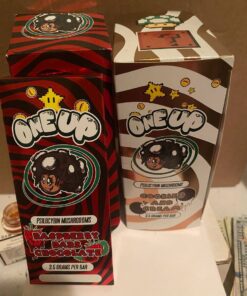 ONE UP
PSILOCYBIN MUSHROOMS
RASPBERRY
DARK
CHOCOLATE
3.5 GRAMS PER BAR
ONE UP
PSILOCYBIN MUSHROOMS
COOKIES
AND
CREAM
3.5 GRAMS PER BAR